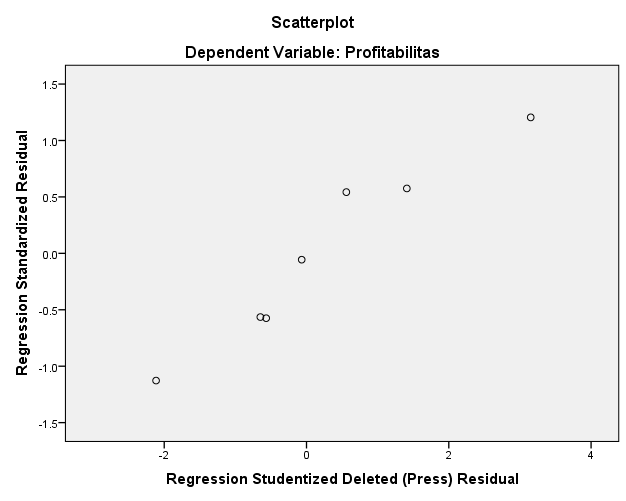 Scatterplot
Dependent Variable: Profitabilitas
Regression Standardized Residual
1.5
1.0
0.5
0.0
-0.5
-1.0
-1.5
-2
0
2
4
Regression Studentized Deleted (Press) Residual